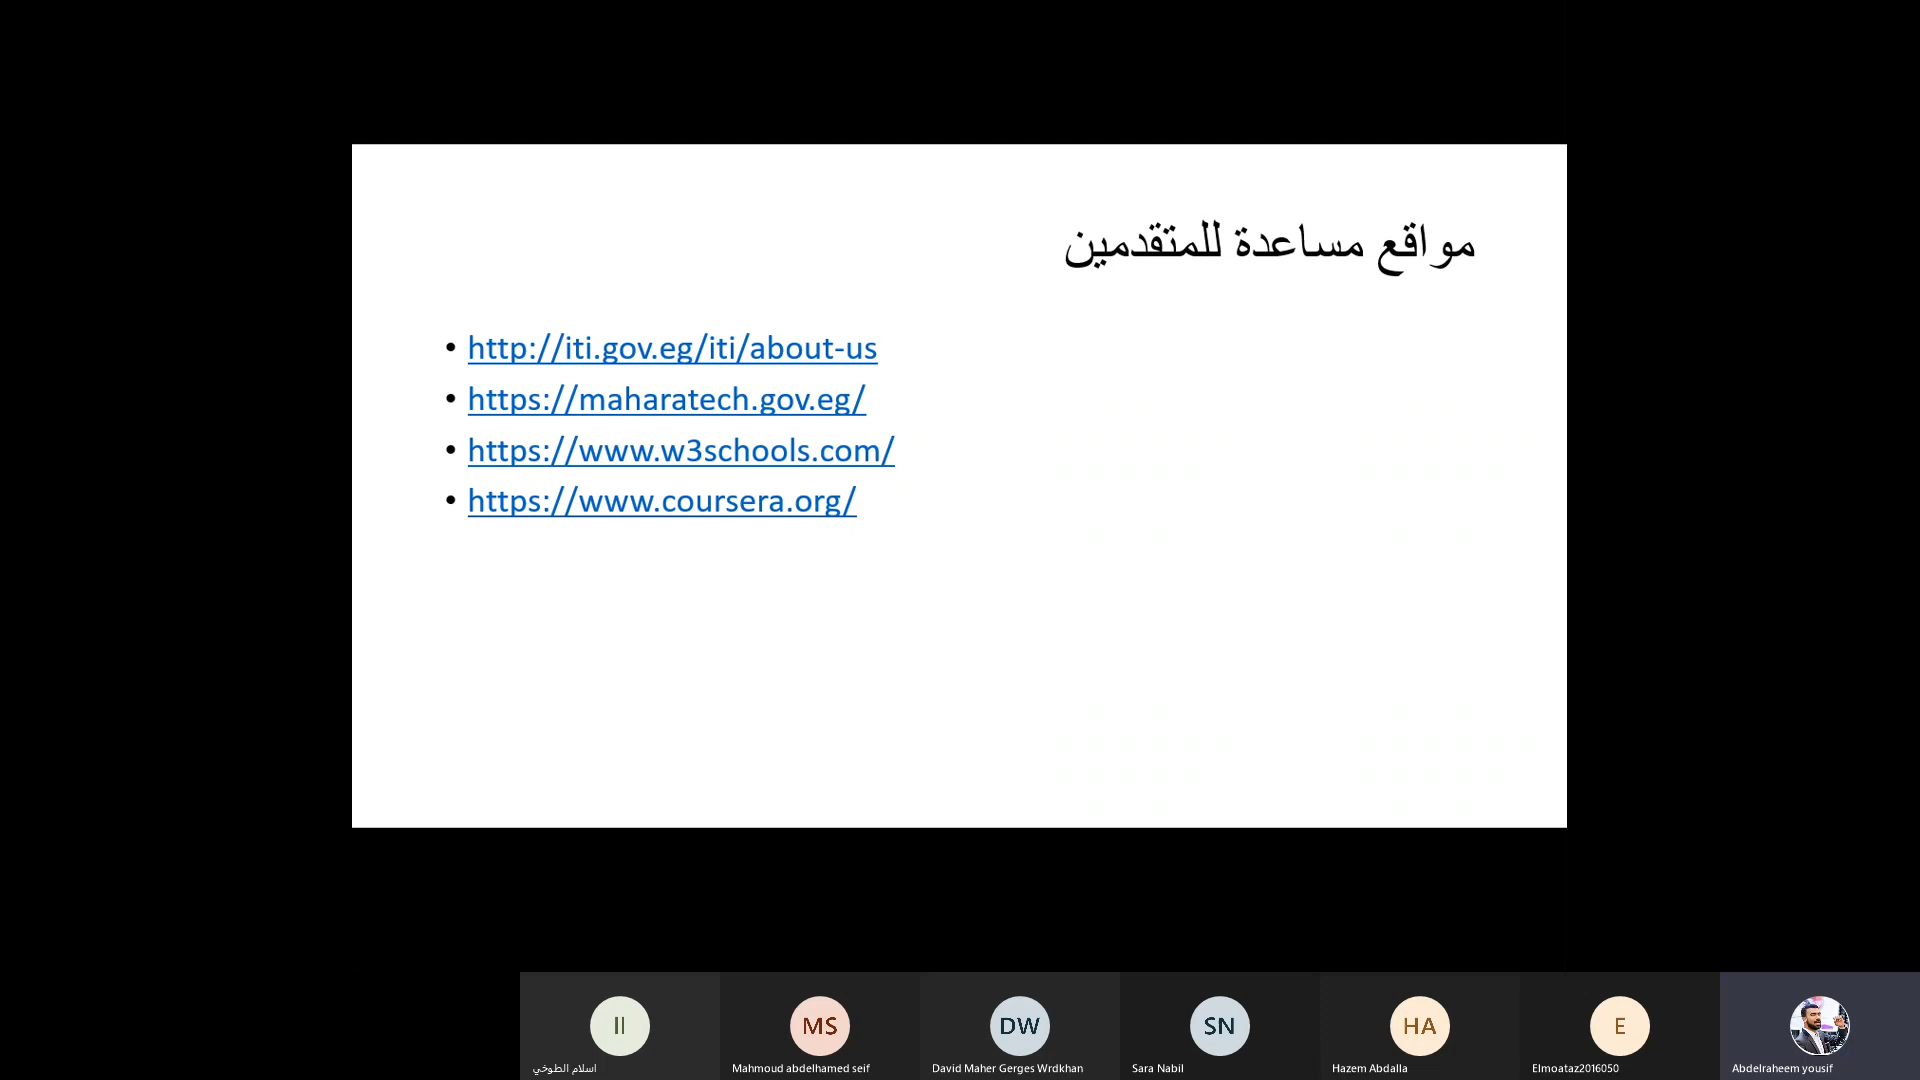 مواقع مساعدة للمتقدمين
• http://iti.gov.eg/iti/about-us
• https://maharatech.gov.eg/
• https://www.w3schools.com/
• https://www.coursera.org/
اا
MS
DW
SN
HA
E
اسلام الطوخي
Mahmoud abdelhamed seif
David Maher Gerges Wrdkhan
Sara Nabil
Hazem Abdalla
Elmoataz2016050
Abdelraheem yousif